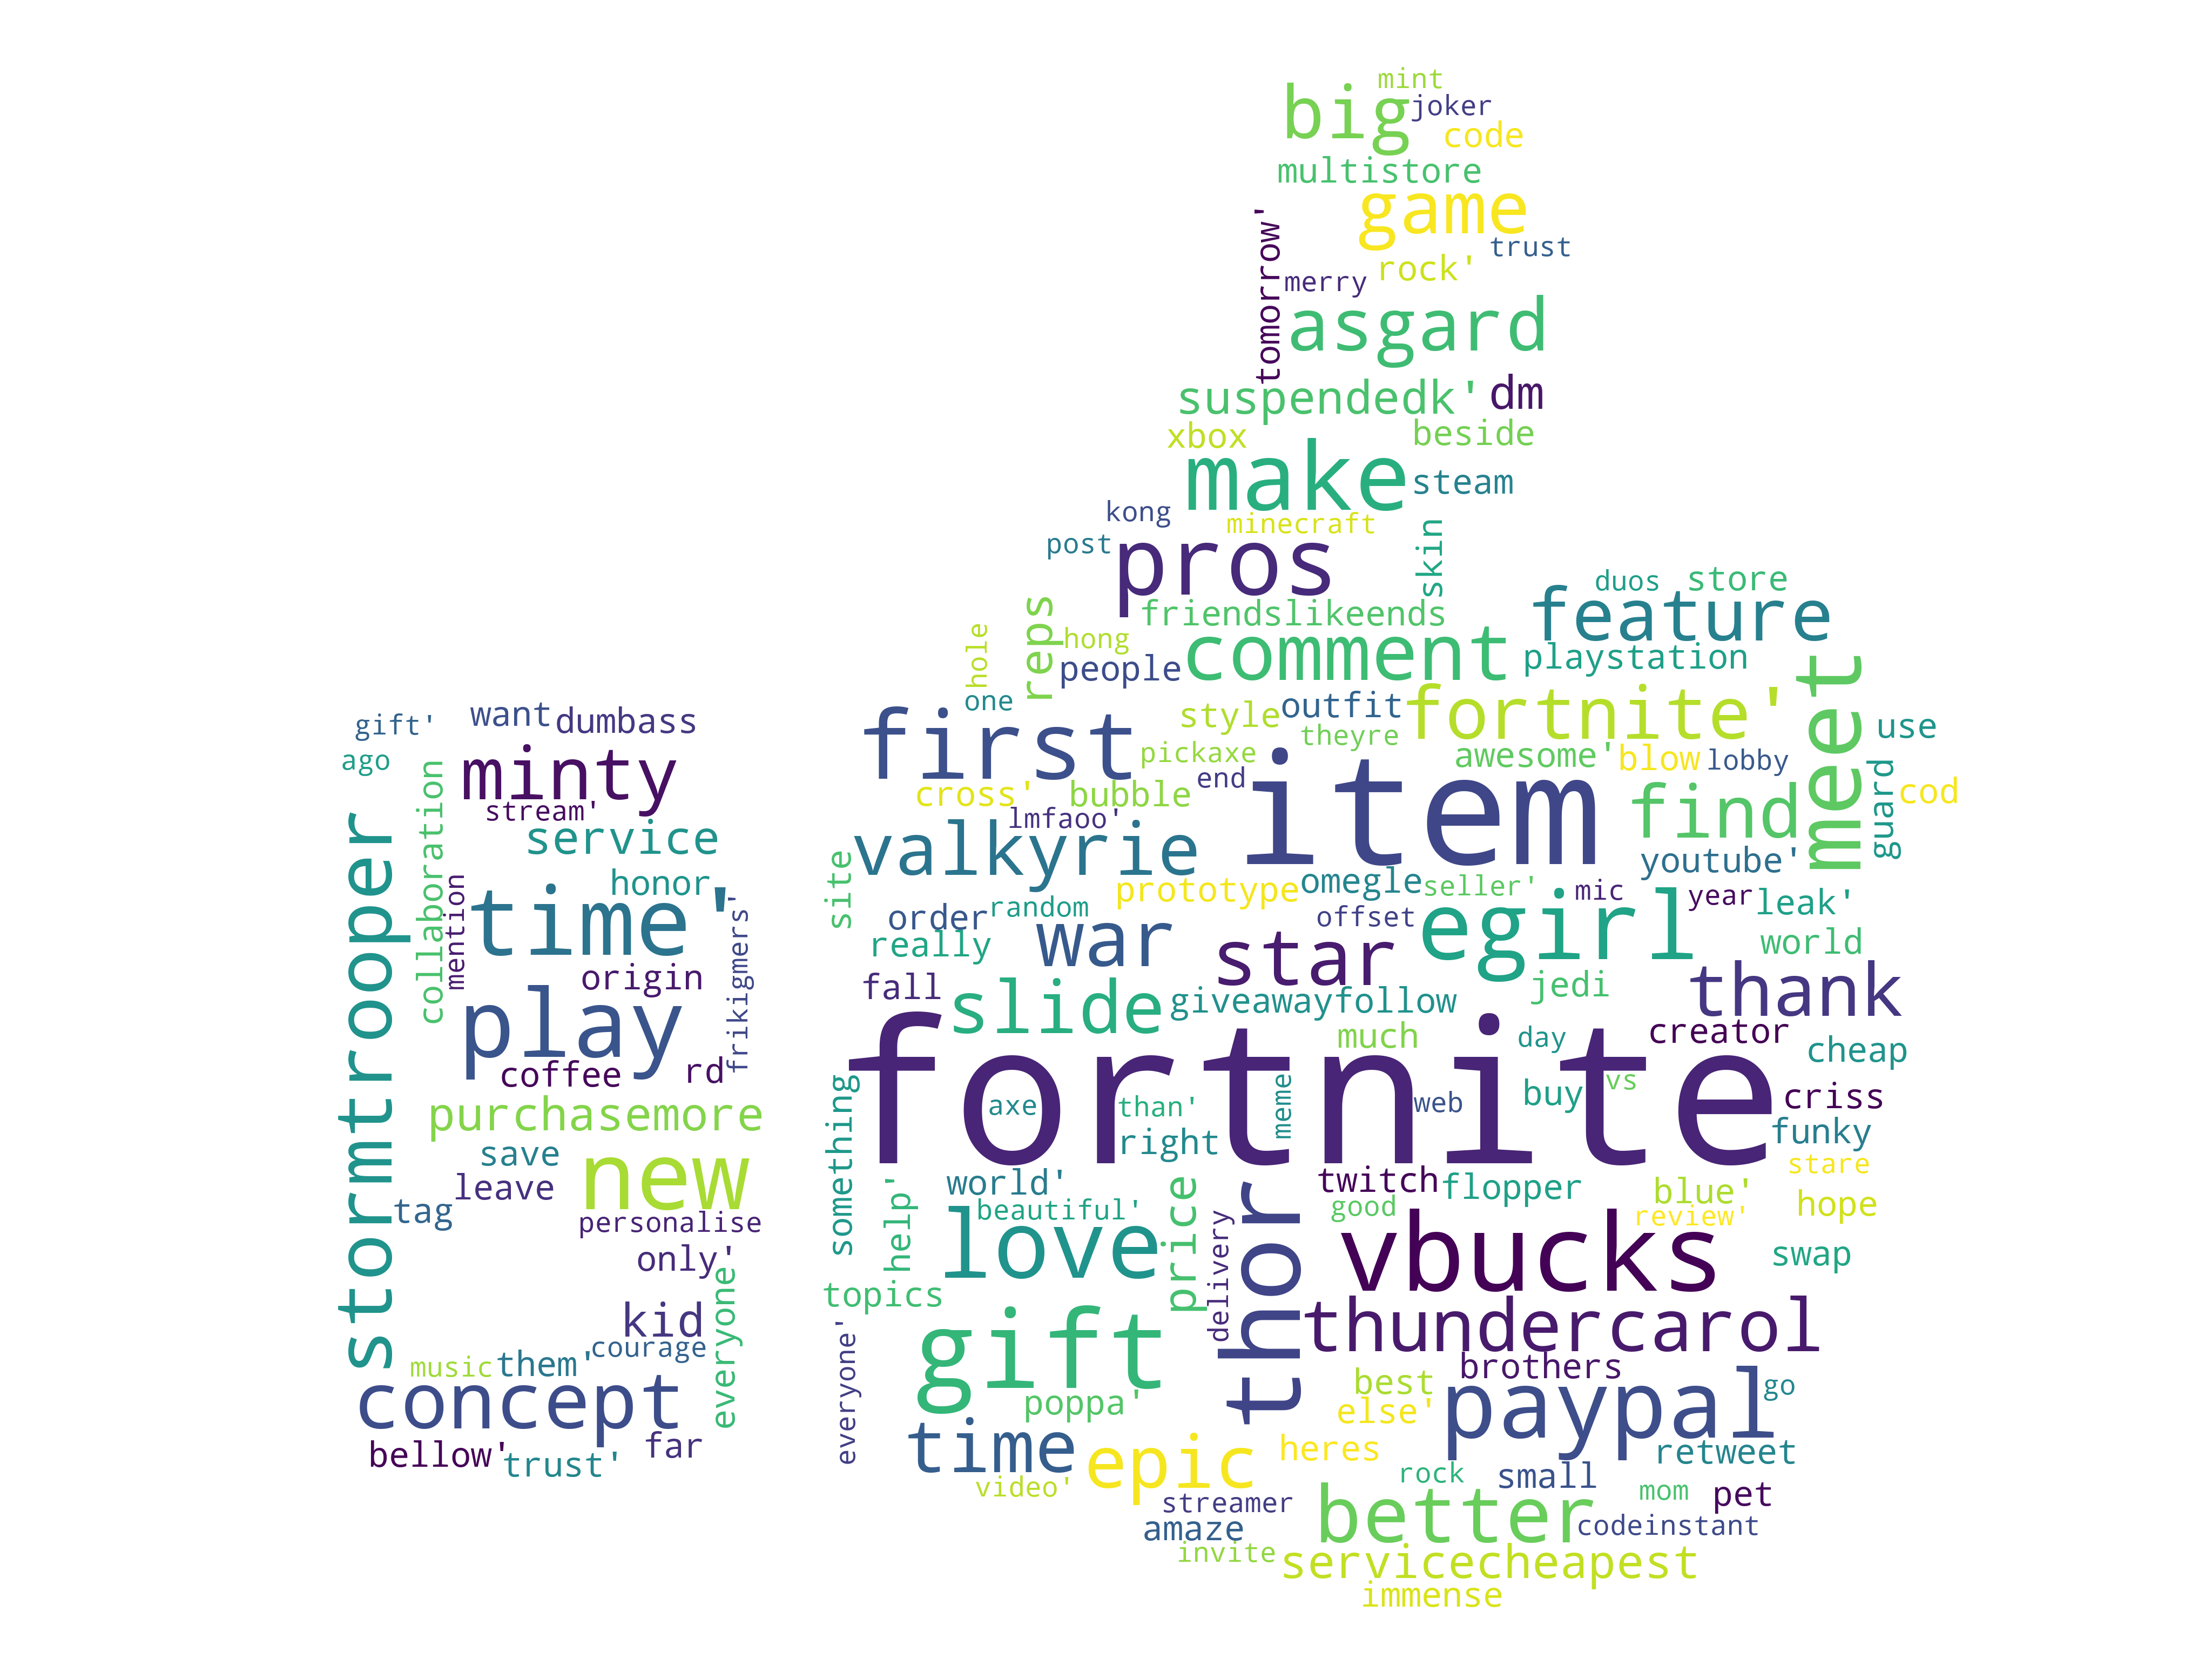 mint
big
joker
code
multistore
game
tomorrow'
trust
rock'
merry
asgard
suspendedk'
dm
xbox
beside
make
steam
kong
minecraft
post
pros
skin
duos
store
feature
reps
friendslikeends
hole
hong
people
comment
playstation
meet
one
style
outfit
fortnite'
use
gift'
want
dumbass
first
theyre
pickaxe
awesome'
blow
lobby
ago
minty
end
item
guard
cod
collaboration
stream'
cross'
bubble
find
lmfaoo'
service
valkyrie
youtube'
stormtrooper
mention
honor
site
prototype
omegle
seller'
mic
year
leak'
time'
order
random
offset
egirl
frikigmers'
really
war
star
world
origin
fall
slide
giveawayfollow
jedi
thank
play
much
day
creator
cheap
coffee
rd
fortnite
something
axe
than'
meme
web
buy
vs
criss
purchasemore
right
funky
save
new
stare
leave
world'
twitch
flopper
blue'
hope
tag
help'
beautiful'
price
good
review'
personalise
love
delivery
thor
vbucks
swap
only'
everyone'
topics
kid
gift
thundercarol
courage
everyone'
music
them'
brothers
concept
poppa'
best
paypal
go
else'
bellow'
far
time
epic
heres
retweet
trust'
video'
rock
small
streamer
better
mom
pet
amaze
codeinstant
invite
servicecheapest
immense